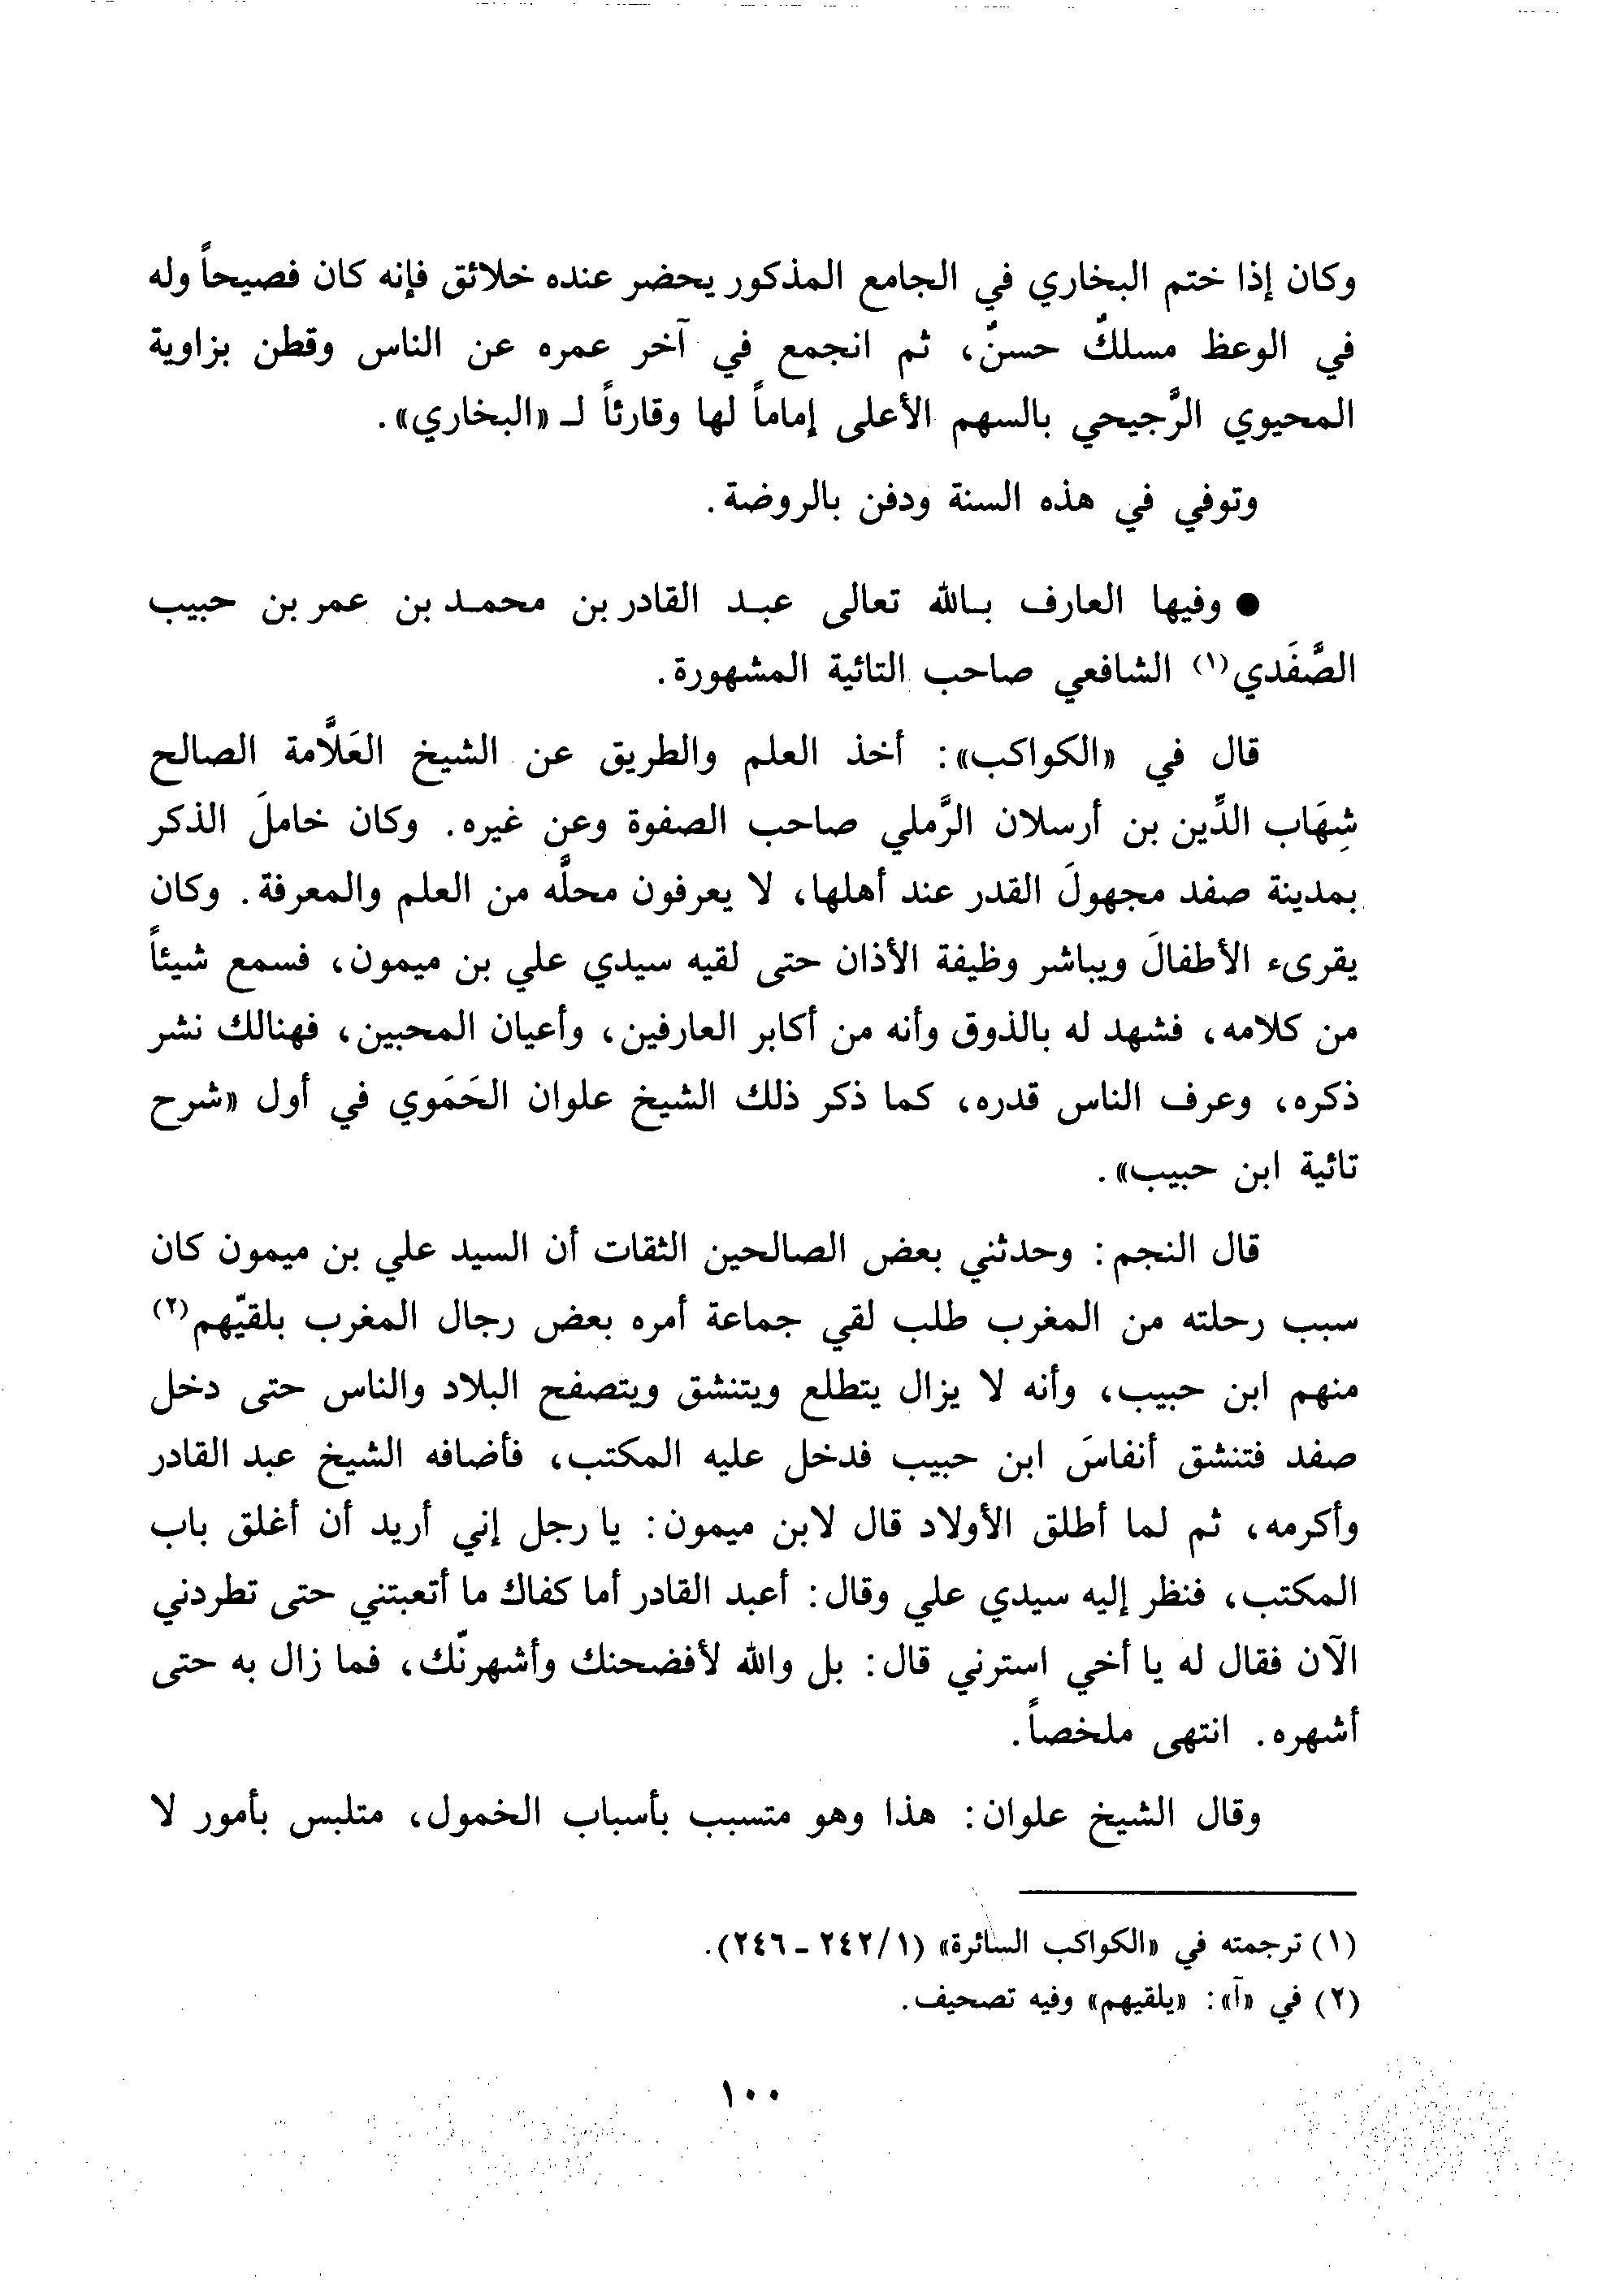 وكان إذا ختم البخاري في الجامع المذكور يحضر عنده خلائق فإنه كان فصيحاً وله
في الوعظ مسلكٌ حسنٌ، ثم انجمع في آخر عمره عن الناس وقطن بزاوية
المحيوي الرَّجيحي بالسهم الأعلى إماماً لها وقارئاً لـ «البخاري».
وتوفي في هذه السنة ودفن بالروضة.
● وفيها العارف بـالله تعالى عبـد القادر بن محمـد بن عمر بن حبيب
الصَّفَدي(١) الشافعي صاحب التائية المشهورة.
قال في «الكواكب»: أخذ العلم والطريق عن الشيخ العَلاَّمة الصالح
شِهَاب الدِّين بن أرسلان الرَّملي صاحب الصفوة وعن غيره. وكان خاملَ الذكر
بمدينة صفد مجهولَ القدر عند أهلها، لا يعرفون محلَّه من العلم والمعرفة. وكان
يقرىء الأطفالَ ويباشر وظيفة الأذان حتى لقيه سيدي علي بن ميمون، فسمع شيئاً
من كلامه، فشهد له بالذوق وأنه من أكابر العارفين، وأعيان المحبين، فهنالك نشر
ذكره، وعرف الناس قدره، كما ذكر ذلك الشيخ علوان الحَمَوي في أول «شرح
تائية ابن حبيب».
قال النجم: وحدثني بعض الصالحين الثقات أن السيد علي بن ميمون كان
سبب رحلته من المغرب طلب لقي جماعة أمره بعض رجال المغرب بلقيّهم(٢)
منهم ابن حبيب، وأنه لا يزال يتطلع ويتنشق ويتصفح البلاد والناس حتى دخل
صفد فتنشق أنفاسَ ابن حبيب فدخل عليه المكتب، فأضافه الشيخ عبد القادر
وأكرمه، ثم لما أطلق الأولاد قال لابن ميمون: يا رجل إني أريد أن أغلق باب
المكتب، فنظر إليه سيدي علي وقال: أعبد القادر أما كفاك ما أتعبتني حتى تطردني
الآن فقال له يا أخي استرني قال: بل والله لأفضحنك وأشهرنّك، فما زال به حتى
أشهره. انتهى ملخصاً.
وقال الشيخ علوان: هذا وهو متسبب بأسباب الخمول، متلبس بأمور لا
(١) ترجمته في «الكواكب السائرة» (٢٤٢/١ - ٢٤٦).
(٢) في «آ»: «يلقيهم» وفيه تصحيف.
١٠٠